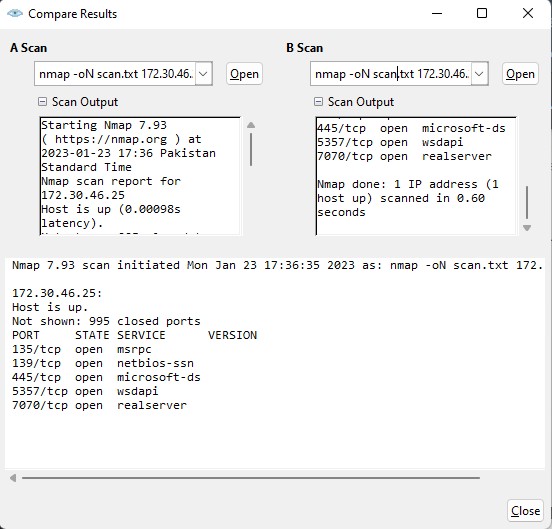 Compare Results
A Scan
nmap -oN scan.txt 172.30.46..
Open
Scan Output
Starting Nmap 7.93
( https://nmap.org ) at
2023-01-23 17:36 Pakistan
Standard Time
Nmap scan report for
172.30.46.25
Host is up (0.00098s
latency).
B Scan
nmap -oN scan.txt 172.30.46..
Open
Scan Output
445/tcp open microsoft-ds
5357/tcp open wsdapi
7070/tcp open realserver
Nmap done: 1 IP address (1
host up) scanned in 0.60
seconds
Nmap 7.93 scan initiated Mon Jan 23 17:36:35 2023 as: nmap -oN scan.txt 172.
172.30.46.25:
Host is up.
Not shown: 995 closed ports
PORT STATE SERVICE VERSION
135/tcp open msrpc
139/tcp open netbios-ssn
445/tcp open microsoft-ds
5357/tcp open wsdapi
7070/tcp open realserver
Close